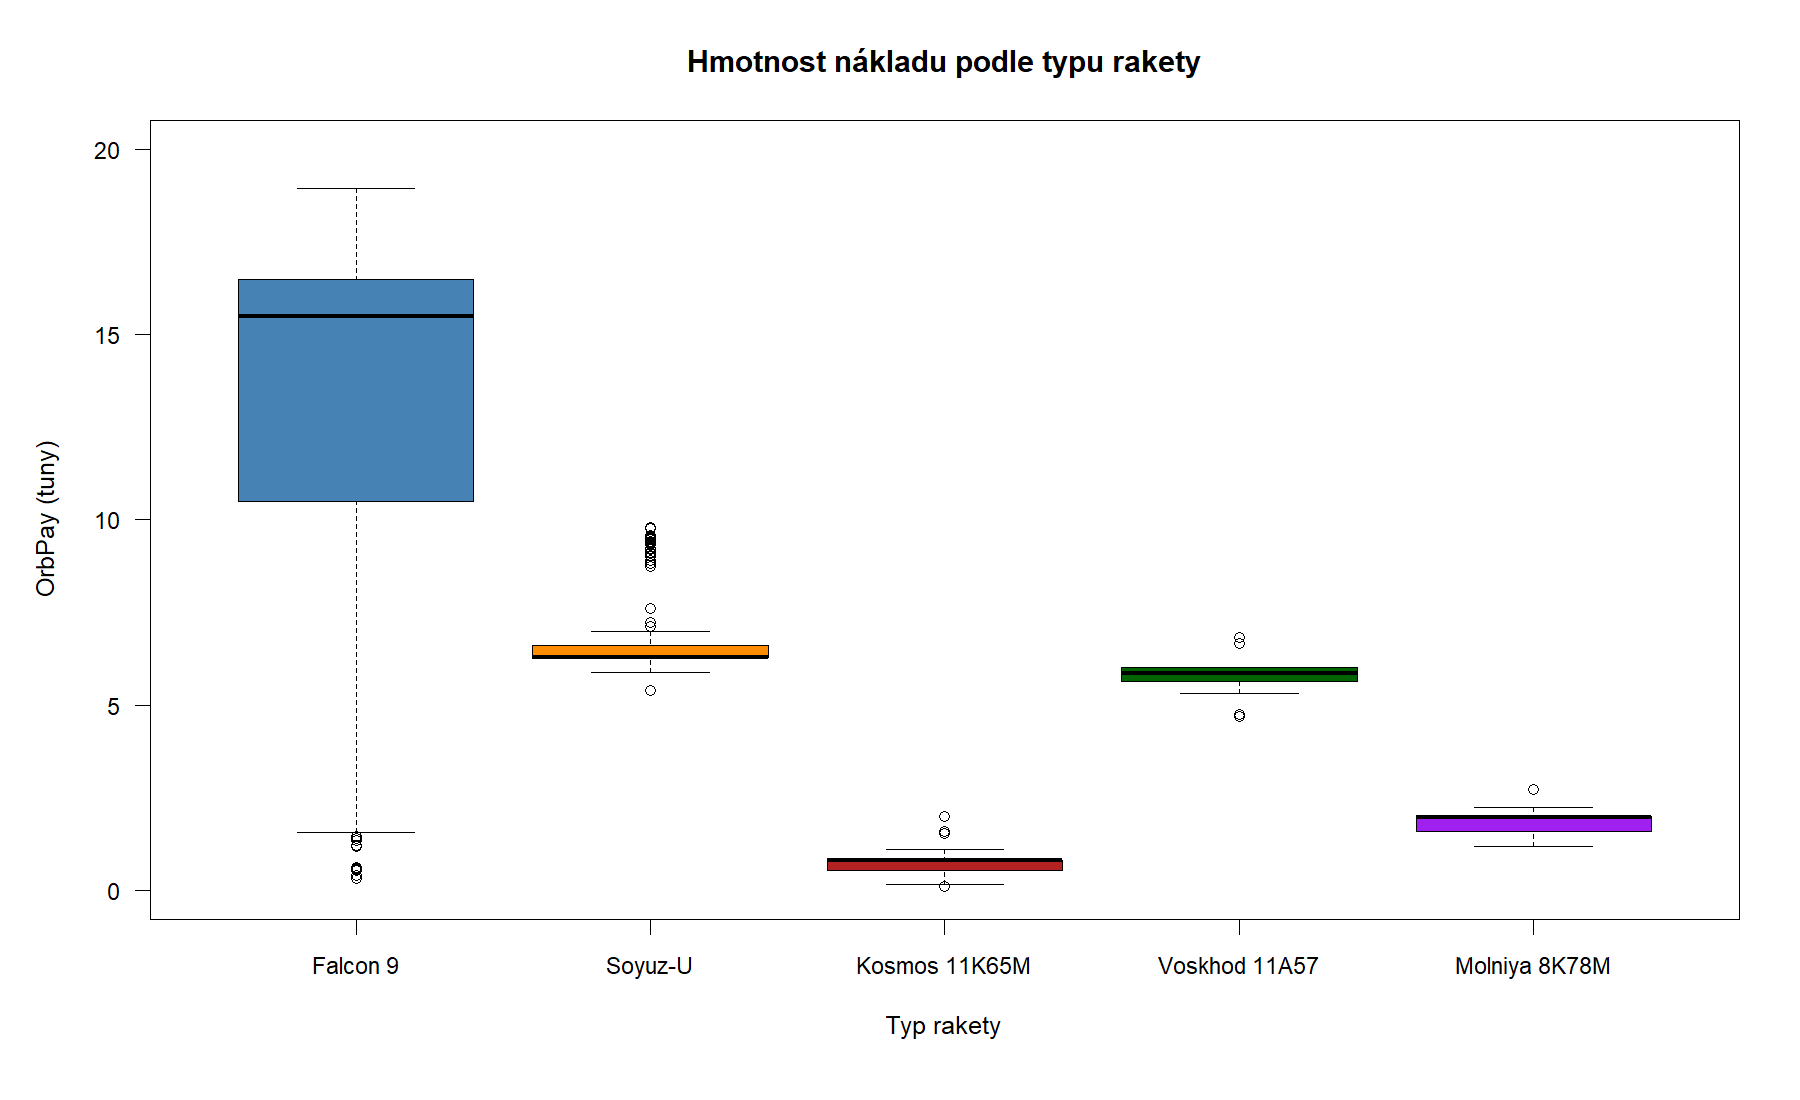 Hmotnost nákladu podle typu rakety
OrbPay (tuny)
20
15
10
5
0
Falcon 9
Soyuz-U
Kosmos 11K65M
Voskhod 11A57
Molniya 8K78M
Typ rakety